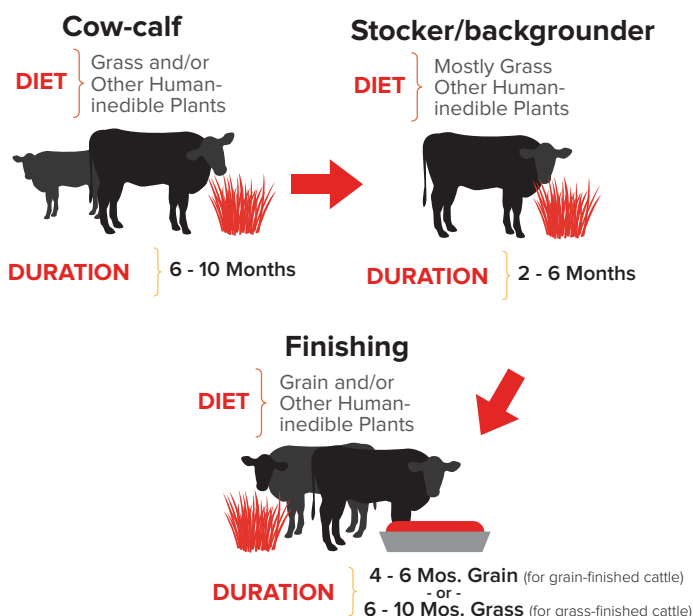 Cow-calf
DIET
Grass and/or
Other Human-
inedible Plants
DURATION
6 - 10 Months
Stocker/backgrounder
DIET
Mostly Grass
Other Human-
inedible Plants
DURATION
2 - 6 Months
Finishing
DIET
Grain and/or
Other Human-
inedible Plants
DURATION
4 - 6 Mos. Grain (for grain-finished cattle)
- or -
6 - 10 Mos. Grass (for grass-finished cattle)